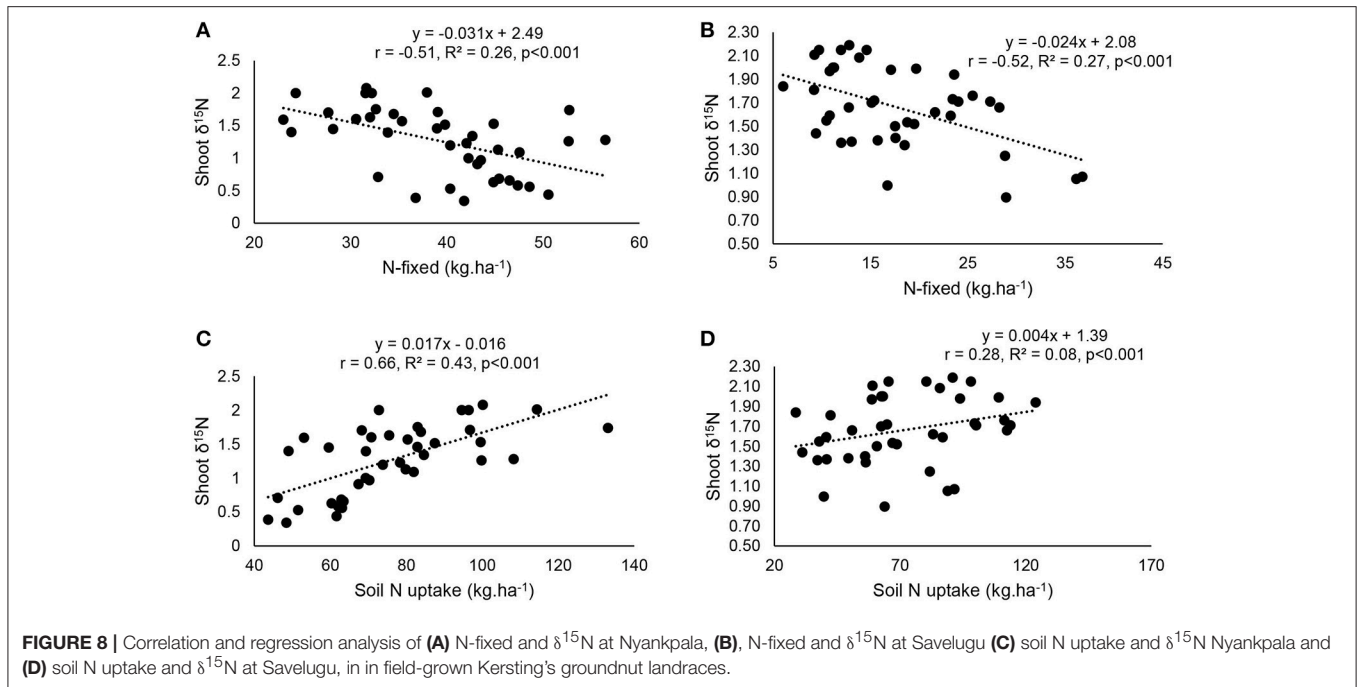 A
y = -0.031x + 2.49
r = -0.51, R² = 0.26, p<0.001
2.5
2
1.5
1
0.5
0
Shoot δ¹⁵N
20 30 40 50 60
N-fixed (kg.ha⁻¹)
B
y = -0.024x + 2.08
r = -0.52, R² = 0.27, p<0.001
2.30
2.10
1.90
1.70
1.50
1.30
1.10
0.90
0.70
0.50
Shoot δ¹⁵N
5 15 25 35 45
N-fixed (kg.ha⁻¹)
C
y = 0.017x - 0.016
r = 0.66, R² = 0.43, p<0.001
2.5
2
1.5
1
0.5
0
Shoot δ¹⁵N
40 60 80 100 120 140
Soil N uptake (kg.ha⁻¹)
D
y = 0.004x + 1.39
r = 0.28, R² = 0.08, p<0.001
2.30
2.10
1.90
1.70
1.50
1.30
1.10
0.90
0.70
0.50
Shoot δ¹⁵N
20 70 120 170
Soil N uptake (kg.ha⁻¹)
FIGURE 8 | Correlation and regression analysis of (A) N-fixed and δ¹⁵N at Nyankpala, (B), N-fixed and δ¹⁵N at Savelugu (C) soil N uptake and δ¹⁵N Nyankpala and
(D) soil N uptake and δ¹⁵N at Savelugu, in in field-grown Kersting's groundnut landraces.